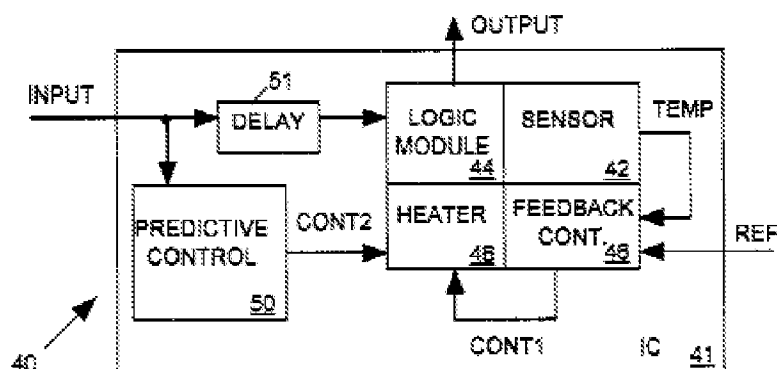 OUTPUT
INPUT
51
DELAY
LOGIC
MODULE
44
SENSOR
42
TEMP
PREDICTIVE
CONTROL
50
CONT2
HEATER
46
FEEDBACK
CONT.
48
REF
CONT1
IC
41
40